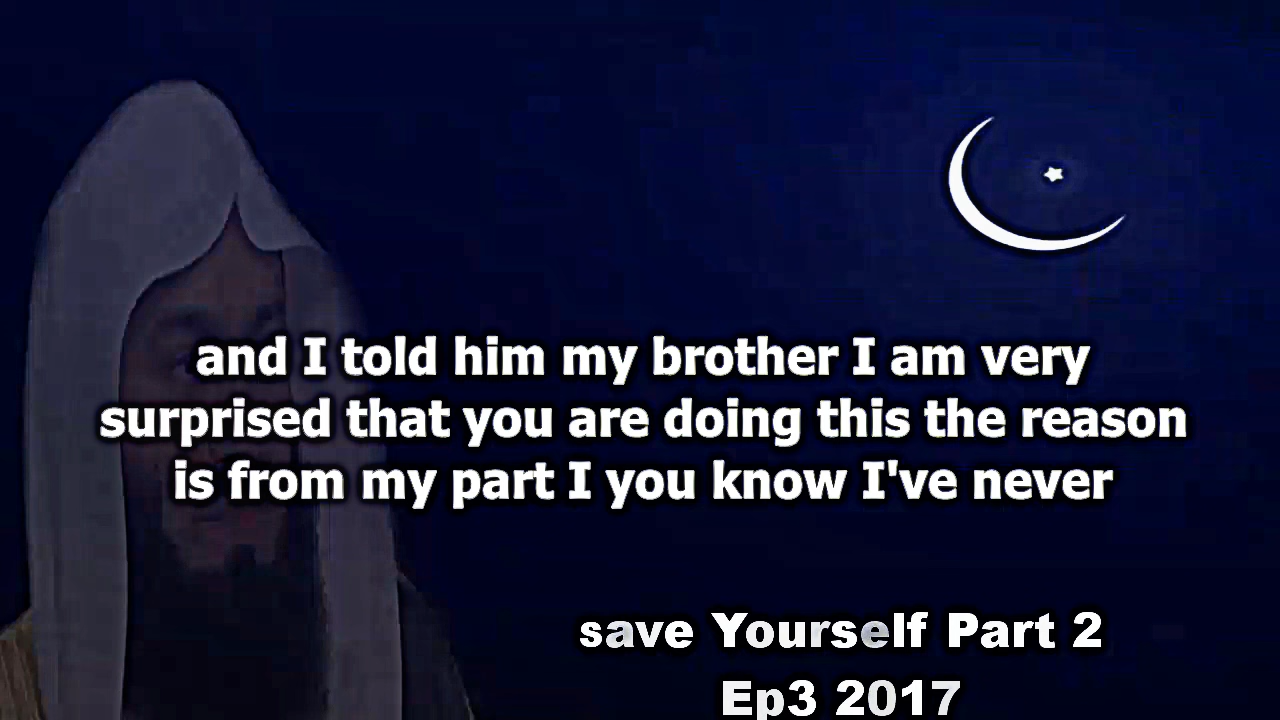 and I told him my brother I am very
surprised that you are doing this the reason
is from my part I you know I've never
save Yourself Part 2
Ep3 2017